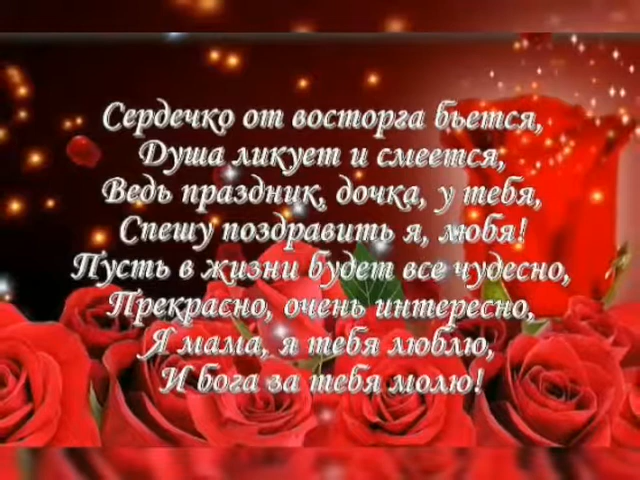 Сердечко от восторга бьется,
Душа ликует и смеется,
Ведь праздник, дочка, у тебя,
Спешу поздравить я, любя!
Пусть в жизни будет все чудесно,
Прекрасно, очень интересно,
Я мама, я тебя люблю,
И бога за тебя молю!